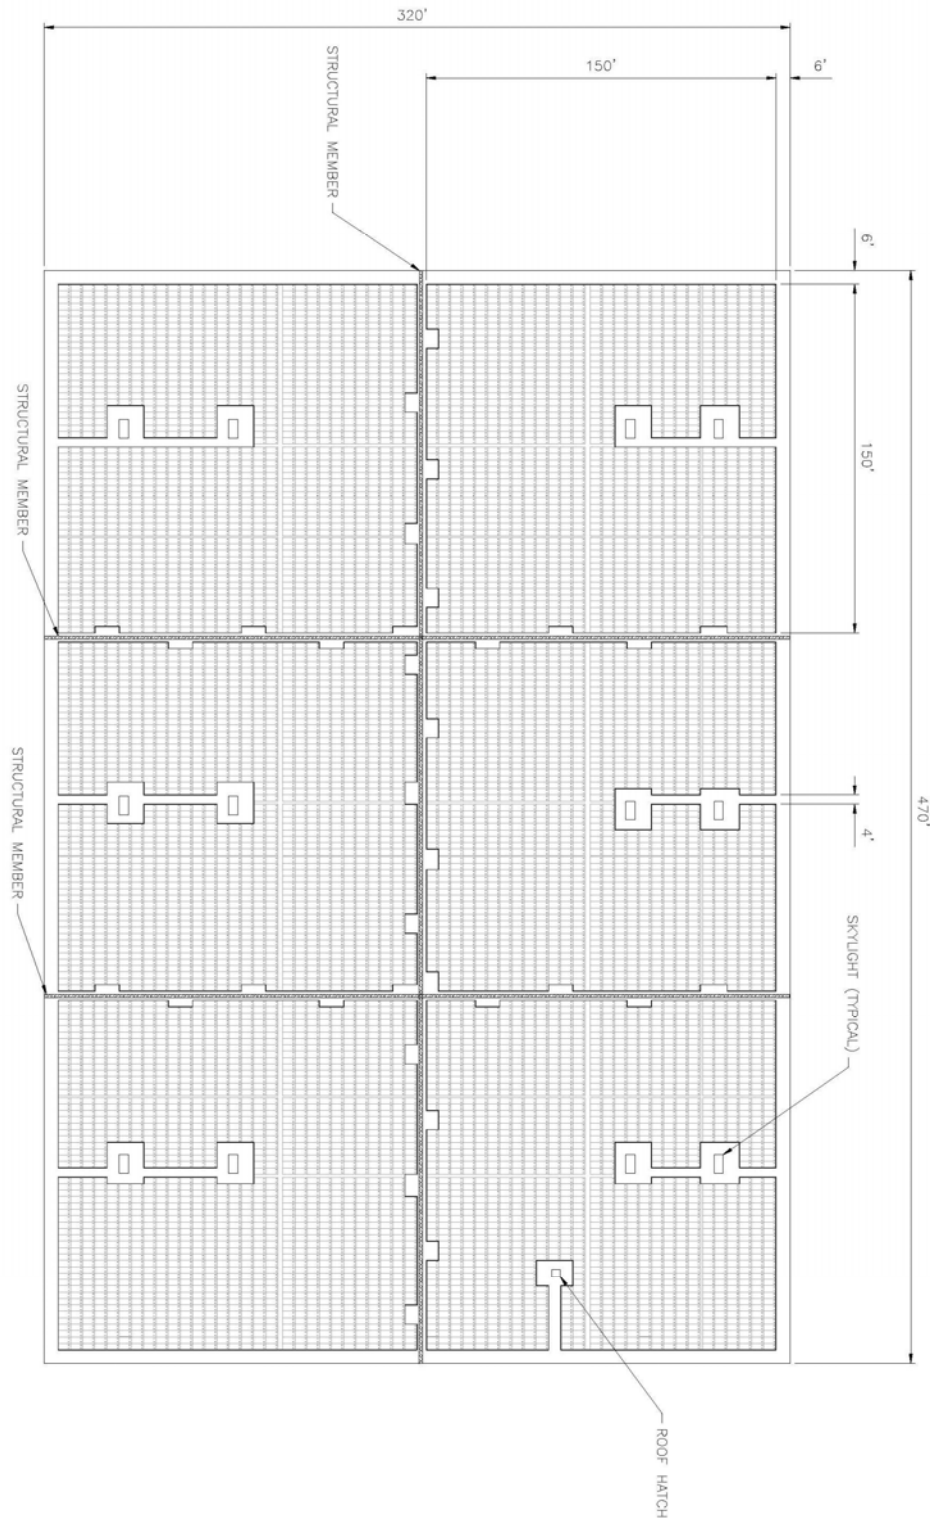 320'
150'
6'
STRUCTURAL MEMBER
6'
150'
STRUCTURAL MEMBER
470'
4'
STRUCTURAL MEMBER
SKYLIGHT (TYPICAL)
ROOF HATCH